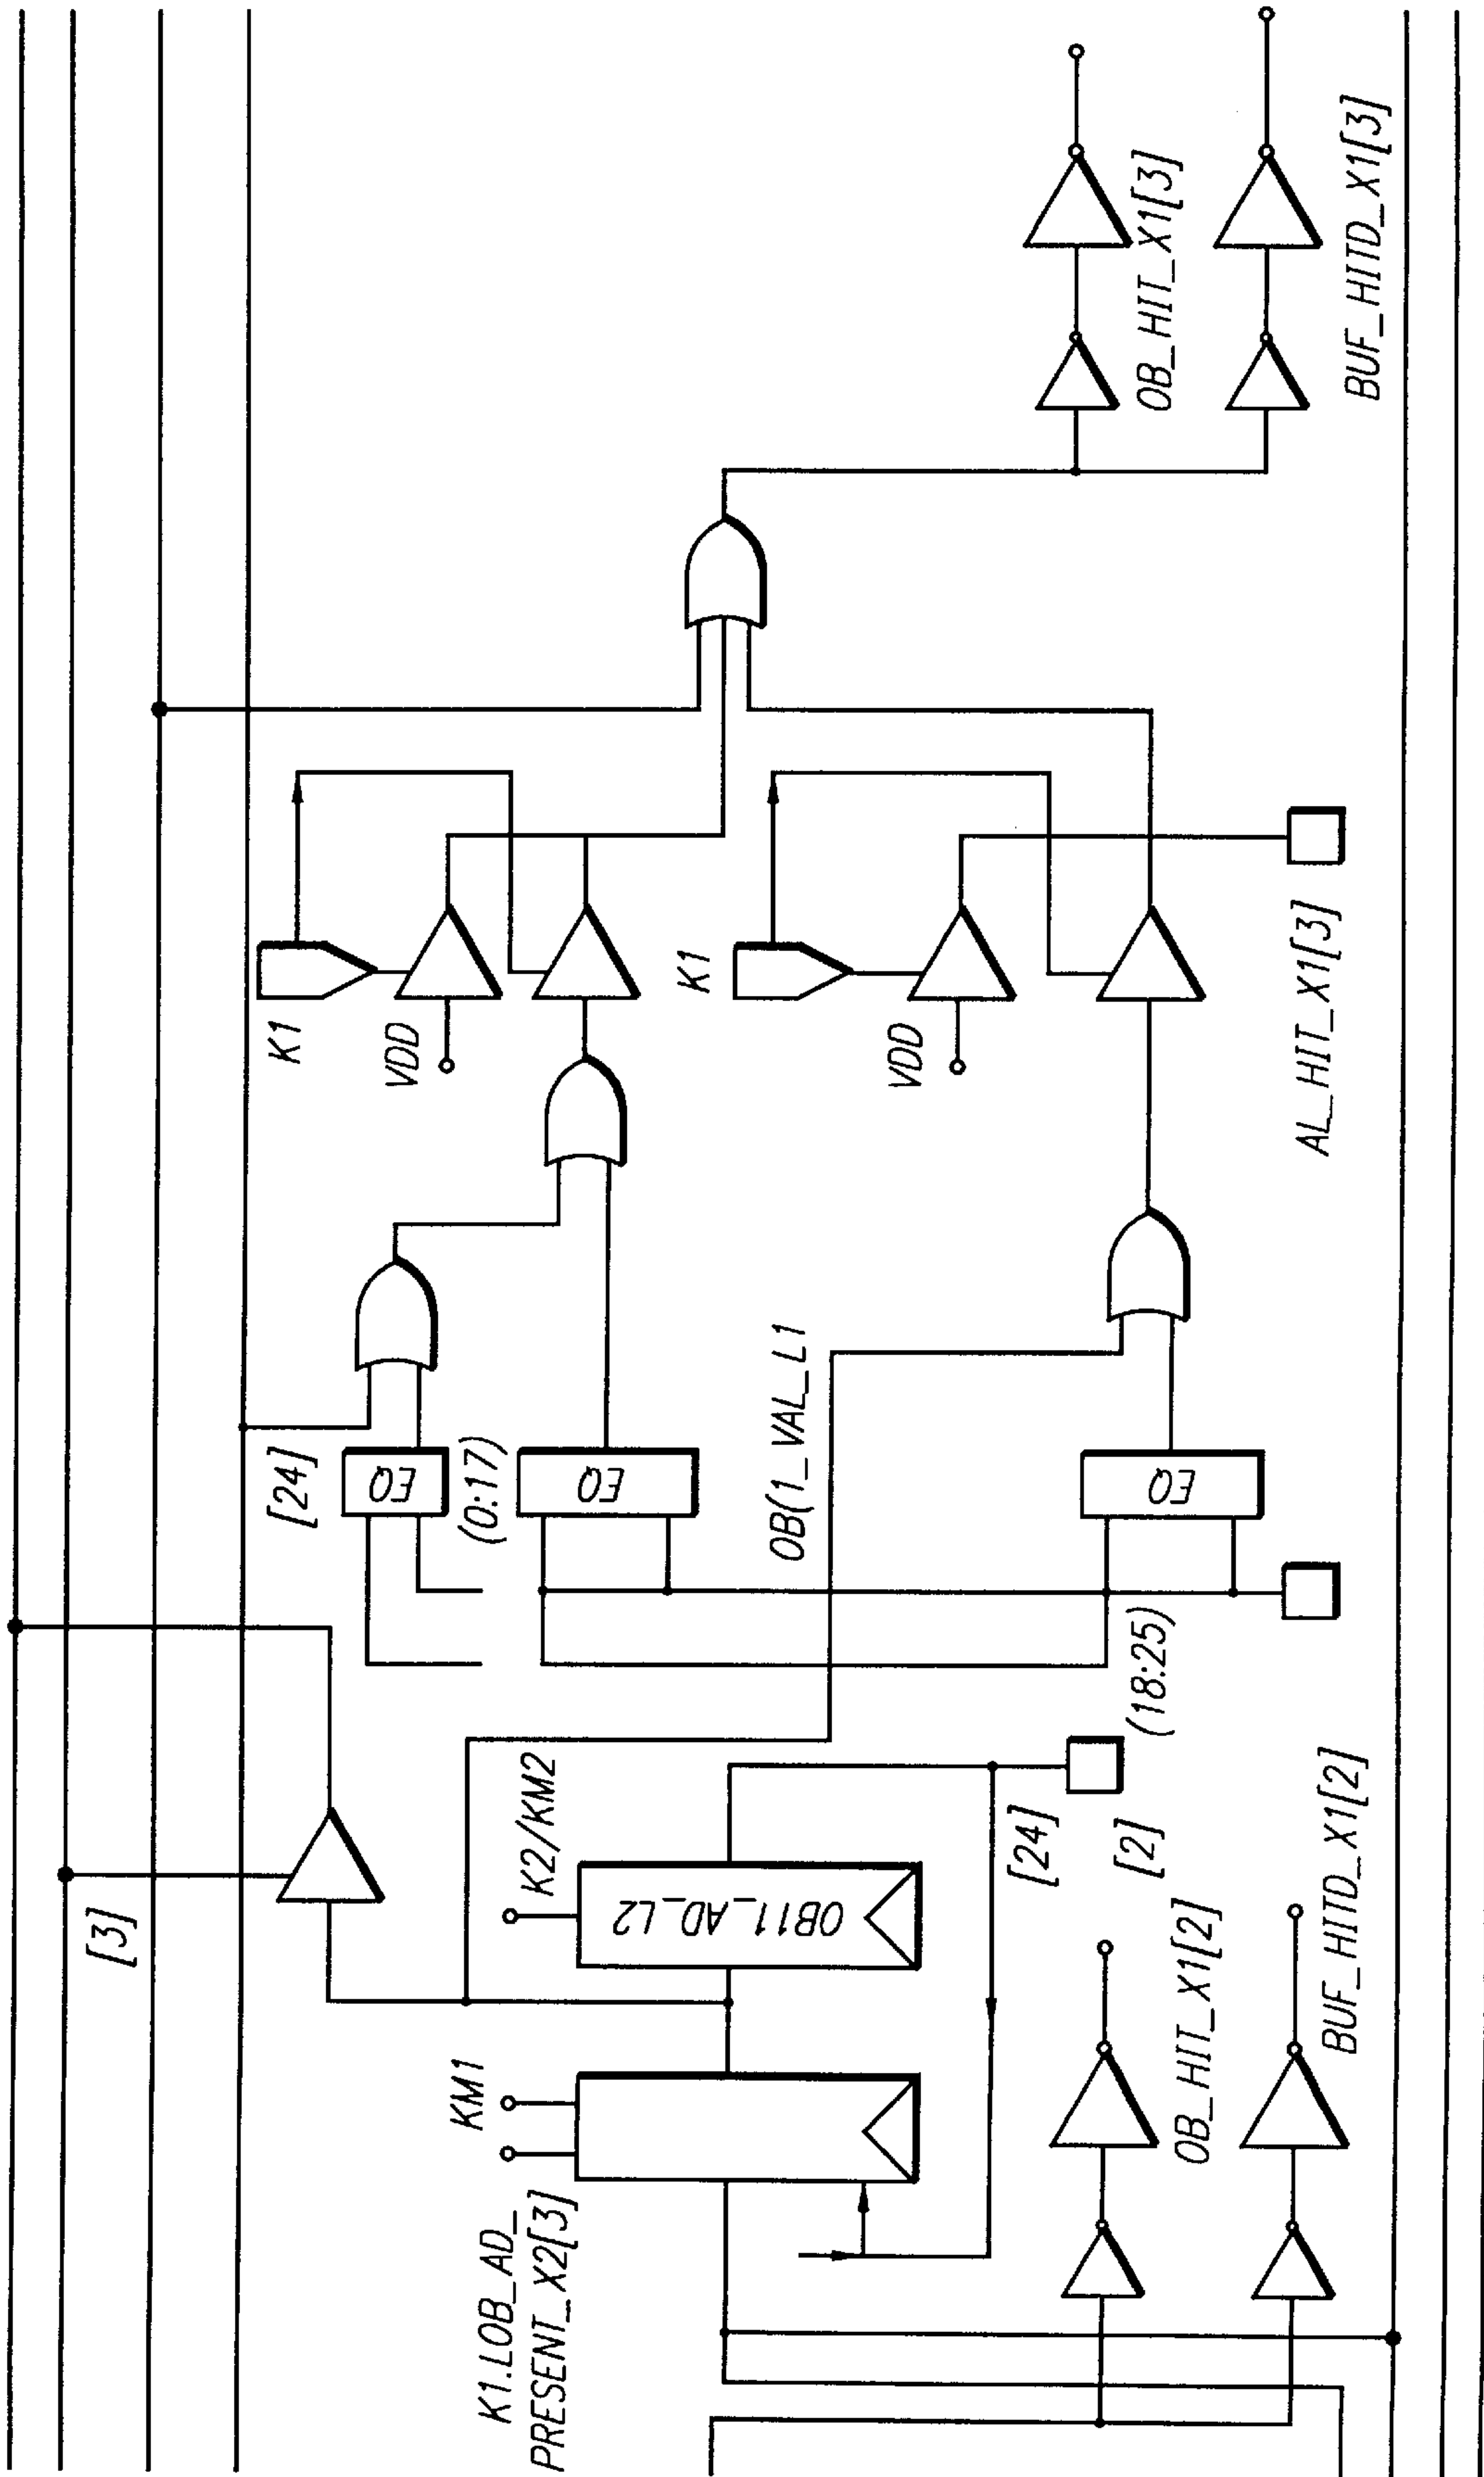 [3]
K1.LOB_AD_
PRESENT_X2[3]
KM1
K2/KM2
OB11_AD_L2
[24]
[2]
OB_HIT_X1[2]
BUF_HITD_X1[2]
[24]
EQ
(0:17)
EQ
OB(1_VAL_L1
EQ
(18:25)
K1
VDD
K1
VDD
AL_HIT_X1[3]
OB_HIT_X1[3]
BUF_HITD_X1[3]